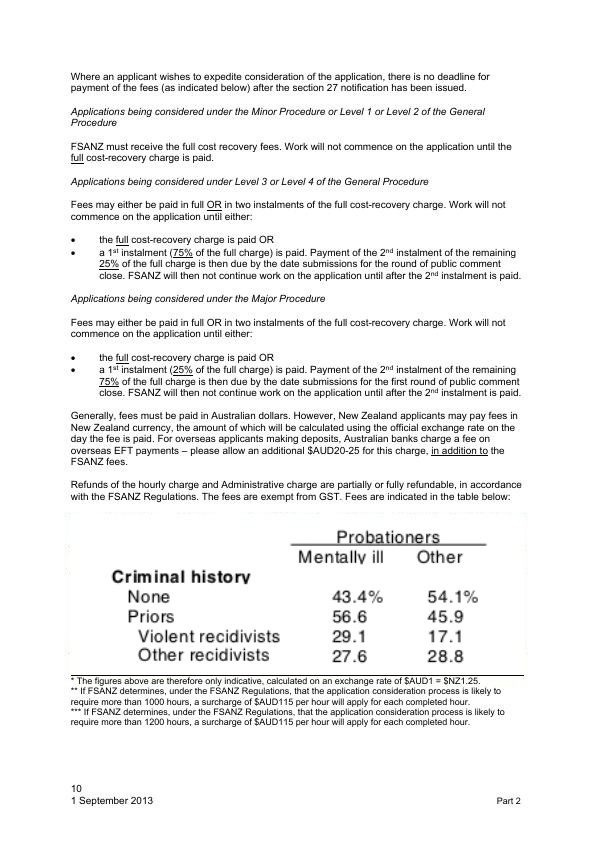 Where an applicant wishes to expedite consideration of the application, there is no deadline for
payment of the fees (as indicated below) after the section 27 notification has been issued.
Applications being considered under the Minor Procedure or Level 1 or Level 2 of the General
Procedure
FSANZ must receive the full cost recovery fees. Work will not commence on the application until the
full cost-recovery charge is paid.
Applications being considered under Level 3 or Level 4 of the General Procedure
Fees may either be paid in full OR in two instalments of the full cost-recovery charge. Work will not
commence on the application until either:
• the full cost-recovery charge is paid OR
• a 1st instalment (75% of the full charge) is paid. Payment of the 2nd instalment of the remaining
25% of the full charge is then due by the date submissions for the round of public comment
close. FSANZ will then not continue work on the application until after the 2nd instalment is paid.
Applications being considered under the Major Procedure
Fees may either be paid in full OR in two instalments of the full cost-recovery charge. Work will not
commence on the application until either:
• the full cost-recovery charge is paid OR
• a 1st instalment (25% of the full charge) is paid. Payment of the 2nd instalment of the remaining
75% of the full charge is then due by the date submissions for the first round of public comment
close. FSANZ will then not continue work on the application until after the 2nd instalment is paid.
Generally, fees must be paid in Australian dollars. However, New Zealand applicants may pay fees in
New Zealand currency, the amount of which will be calculated using the official exchange rate on the
day the fee is paid. For overseas applicants making deposits, Australian banks charge a fee on
overseas EFT payments – please allow an additional $AUD20-25 for this charge, in addition to the
FSANZ fees.
Refunds of the hourly charge and Administrative charge are partially or fully refundable, in accordance
with the FSANZ Regulations. The fees are exempt from GST. Fees are indicated in the table below:
Probationers
Mentally ill Other
Criminal history
None 43.4% 54.1%
Priors 56.6 45.9
Violent recidivists 29.1 17.1
Other recidivists 27.6 28.8
* The figures above are therefore only indicative, calculated on an exchange rate of $AUD1 = $NZ1.25.
** If FSANZ determines, under the FSANZ Regulations, that the application consideration process is likely to
require more than 1000 hours, a surcharge of $AUD115 per hour will apply for each completed hour.
*** If FSANZ determines, under the FSANZ Regulations, that the application consideration process is likely to
require more than 1200 hours, a surcharge of $AUD115 per hour will apply for each completed hour.
10
1 September 2013 Part 2